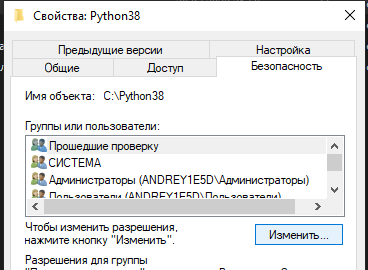 Свойства: Python38
Предыдущие версии
Настройка
Общие
Доступ
Безопасность
Имя объекта: C:\Python38
Группы или пользователи:
Прошедшие проверку
СИСТЕМА
Администраторы (ANDREY1E5D\Администраторы)
Пользователи (ANDREY1E5D\Пользователи)
Чтобы изменить разрешения,
нажмите кнопку "Изменить".
Изменить...
Разрешения для группы